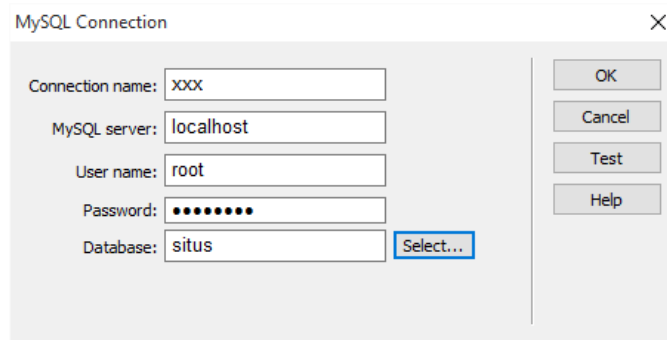 MySQL Connection
Connection name: xxx
MySQL server: localhost
User name: root
Password: ●●●●●●●●
Database: situs Select...
OK
Cancel
Test
Help